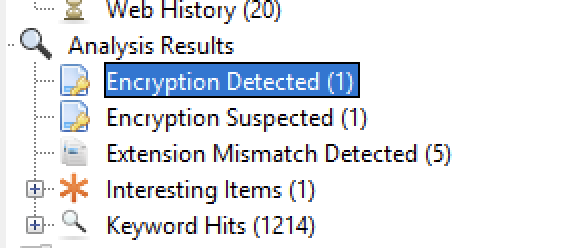 Web History (20)
Analysis Results
Encryption Detected (1)
Encryption Suspected (1)
Extension Mismatch Detected (5)
Interesting Items (1)
Keyword Hits (1214)